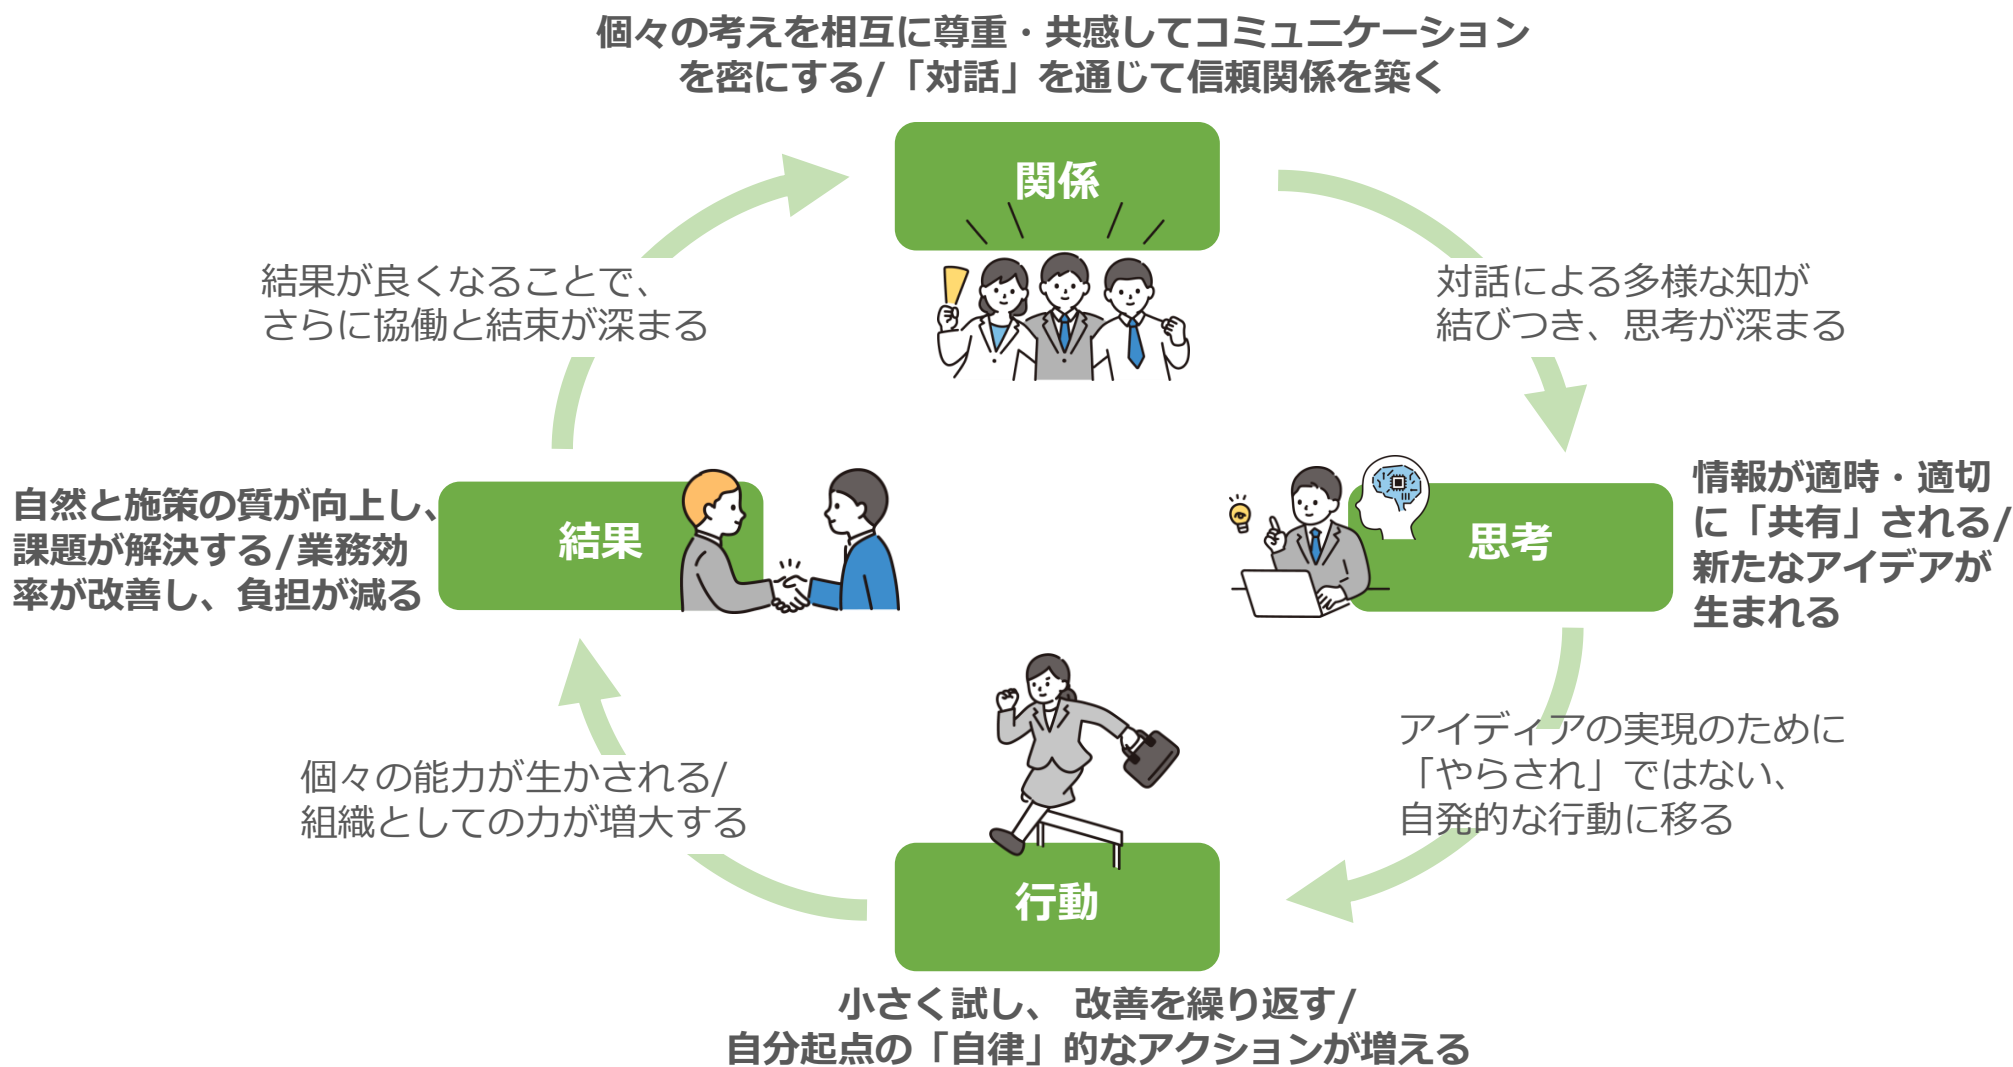 個々の考えを相互に尊重・共感してコミュニケーション
を密にする/「対話」を通じて信頼関係を築く
関係
対話による多様な知が
結びつき、思考が深まる
思考
情報が適時・適切
に「共有」される/
新たなアイデアが
生まれる
アイディアの実現のために
「やらされ」ではない、
自発的な行動に移る
行動
小さく試し、 改善を繰り返す/
自分起点の「自律」的なアクションが増える
個々の能力が生かされる/
組織としての力が増大する
結果
自然と施策の質が向上し、
課題が解決する/業務効
率が改善し、負担が減る
結果が良くなることで、
さらに協働と結束が深まる